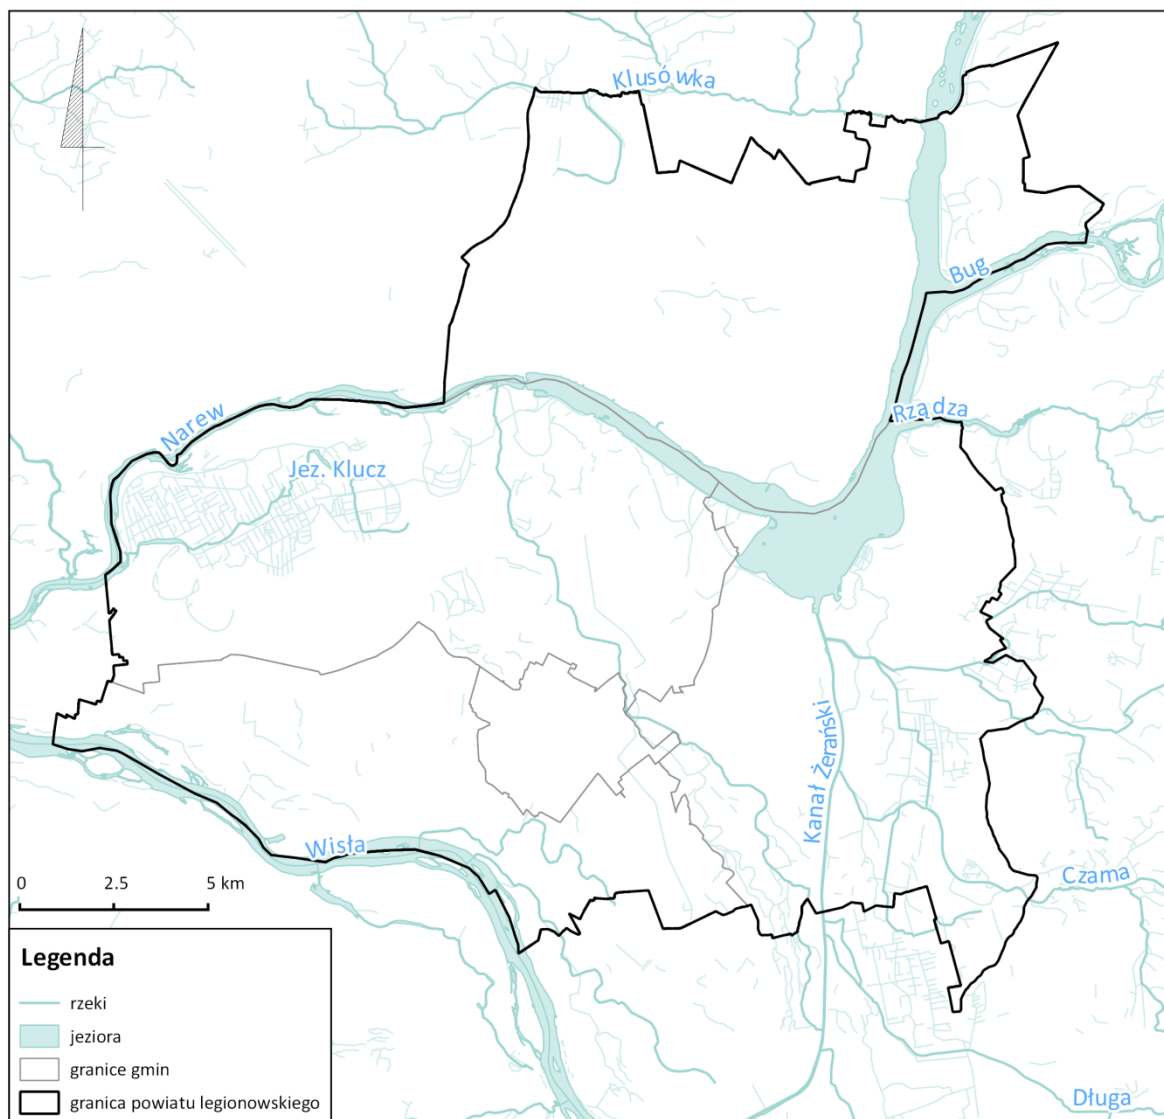 Klusówka
Bug
Narew
Rządza
Jez. Klucz
Kanał Żerański
Wisła
Czama
0 2.5 5 km
Legenda
rzeki
jeziora
granice gmin
granica powiatu legionowskiego
Długa